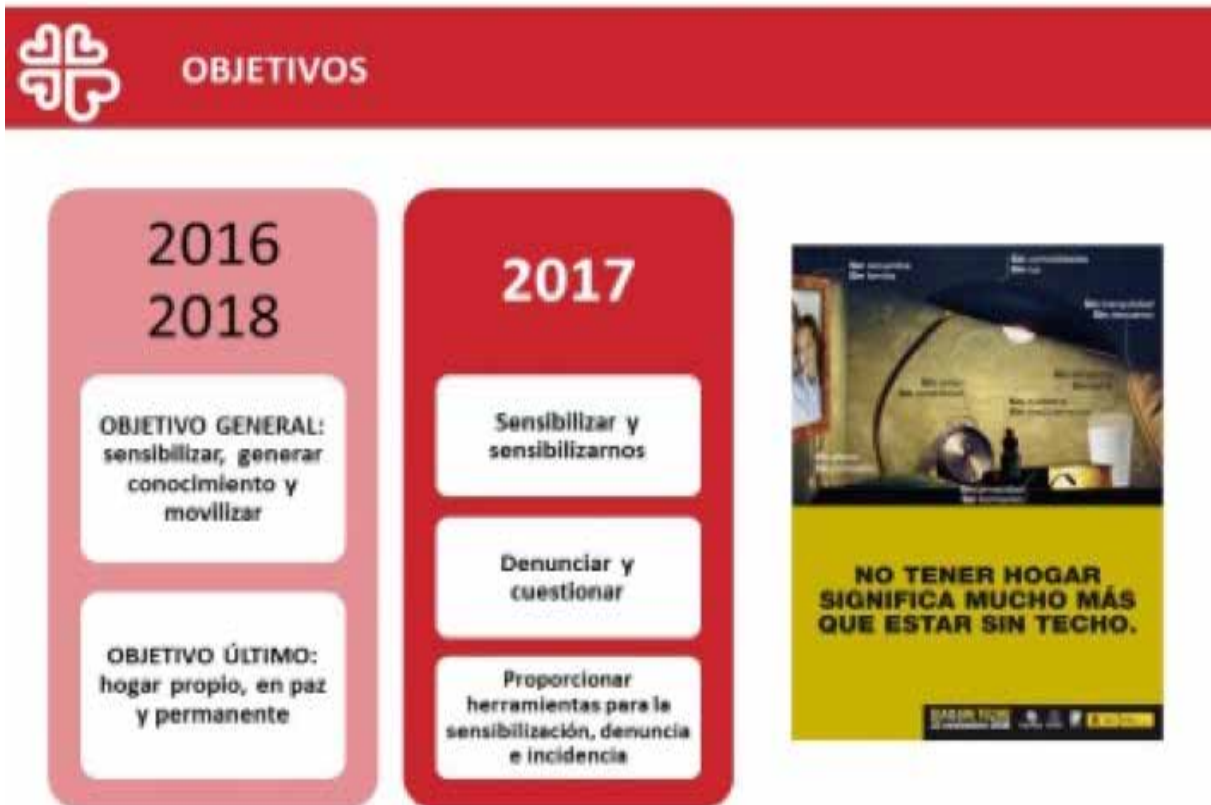 OBJETIVOS
2016
2018
OBJETIVO GENERAL:
sensibilizar, generar
conocimiento y
movilizar
OBJETIVO ÚLTIMO:
hogar propio, en paz
y permanente
2017
Sensibilizar y
sensibilizarnos
Denunciar y
cuestionar
Proporcionar
herramientas para la
sensibilización, denuncia
e incidencia
NO TENER HOGAR
SIGNIFICA MUCHO MÁS
QUE ESTAR SIN TECHO.